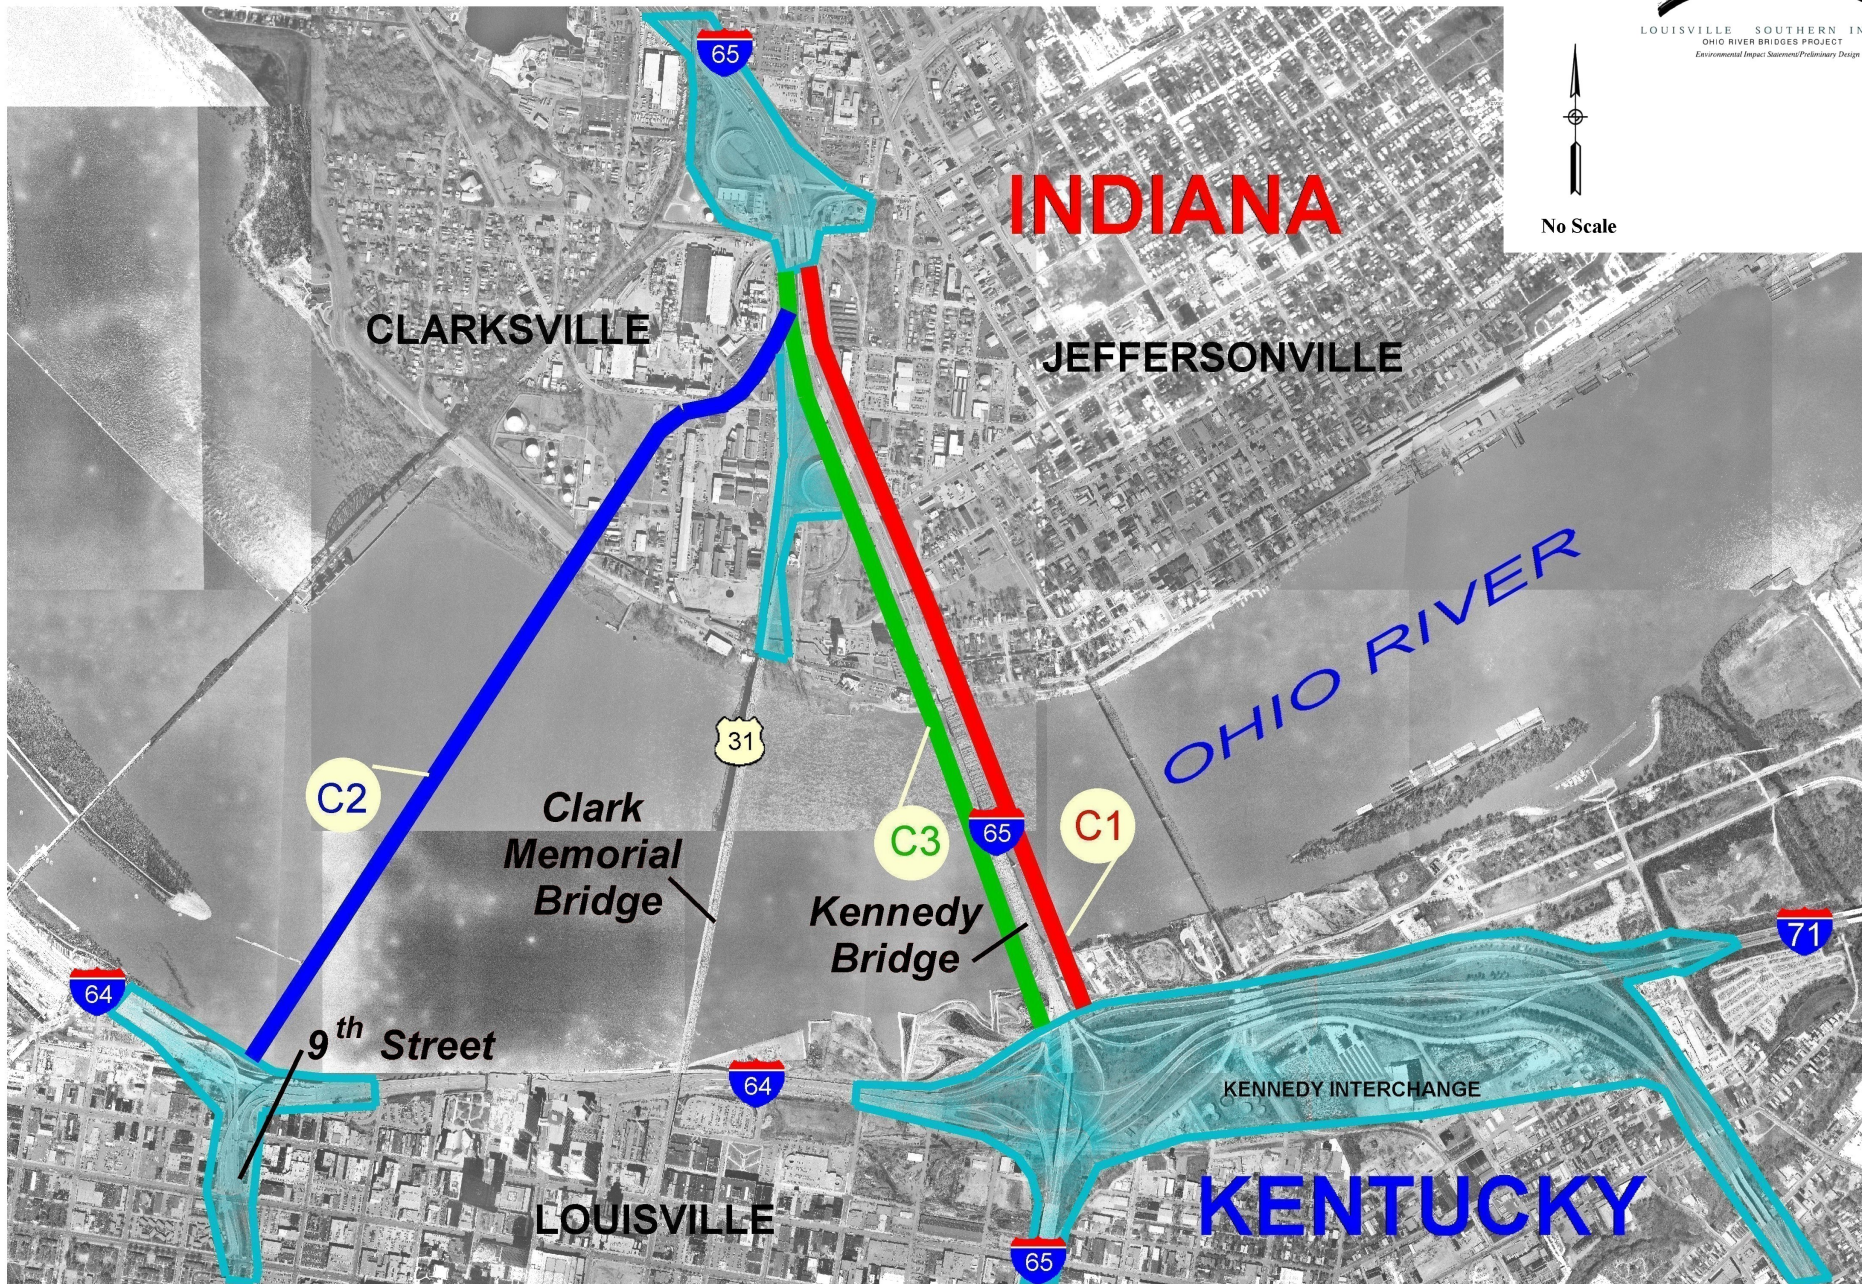 LOUISVILLE SOUTHERN IN
OHIO RIVER BRIDGES PROJECT
Environmental Impact Statement/Preliminary Design
No Scale
65
INDIANA
CLARKSVILLE
JEFFERSONVILLE
OHIO RIVER
31
C2
Clark
Memorial
Bridge
C3
65
C1
Kennedy
Bridge
71
64
9th Street
64
KENNEDY INTERCHANGE
LOUISVILLE
KENTUCKY
65